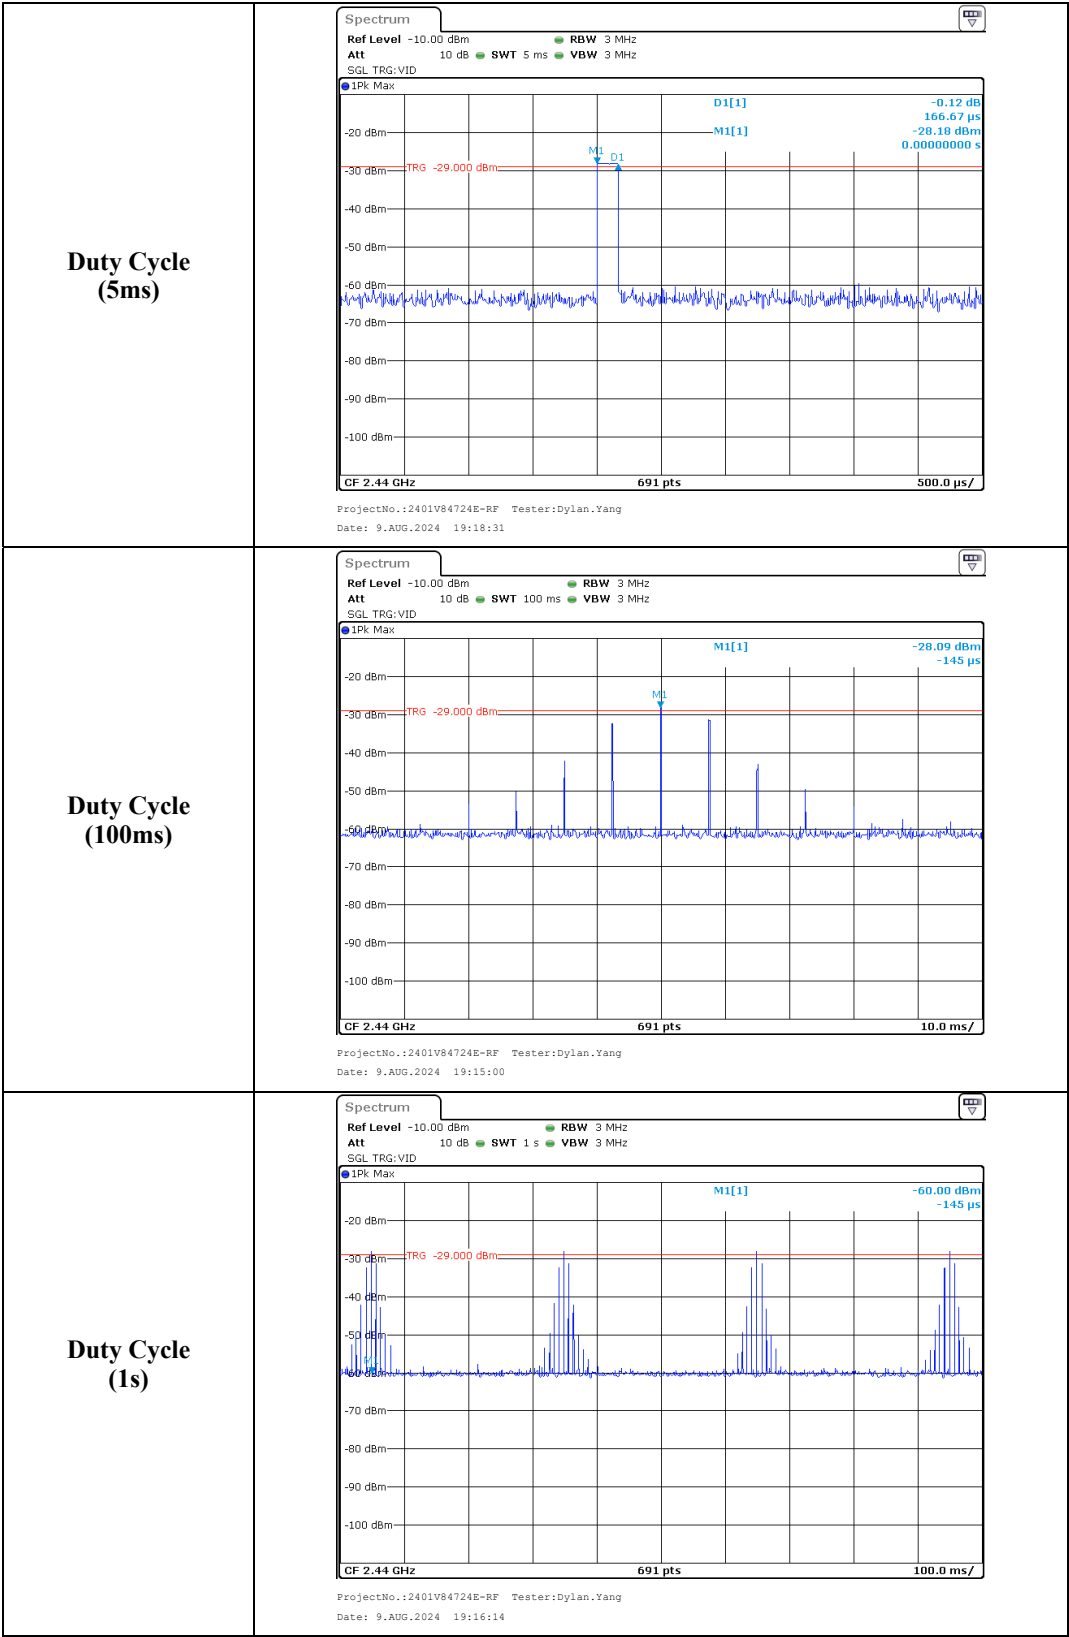 Duty Cycle
(5ms)
Spectrum
Ref Level -10.00 dBm RBW 3 MHz
Att 10 dB SWT 5 ms VBW 3 MHz
SGL TRG:VID
1Pk Max
D1[1] -0.12 dB
166.67 µs
M1[1] -28.18 dBm
0.00000000 s
-20 dBm
M1
D1
TRG -29.000 dBm
-30 dBm
-40 dBm
-50 dBm
-60 dBm
-70 dBm
-80 dBm
-90 dBm
-100 dBm
CF 2.44 GHz 691 pts 500.0 µs/
ProjectNo.:2401V84724E-RF Tester:Dylan.Yang
Date: 9.AUG.2024 19:18:31
Duty Cycle
(100ms)
Spectrum
Ref Level -10.00 dBm RBW 3 MHz
Att 10 dB SWT 100 ms VBW 3 MHz
SGL TRG:VID
1Pk Max
M1[1] -28.09 dBm
-145 µs
-20 dBm
M1
TRG -29.000 dBm
-30 dBm
-40 dBm
-50 dBm
-60 dBm
-70 dBm
-80 dBm
-90 dBm
-100 dBm
CF 2.44 GHz 691 pts 10.0 ms/
ProjectNo.:2401V84724E-RF Tester:Dylan.Yang
Date: 9.AUG.2024 19:15:00
Duty Cycle
(1s)
Spectrum
Ref Level -10.00 dBm RBW 3 MHz
Att 10 dB SWT 1 s VBW 3 MHz
SGL TRG:VID
1Pk Max
M1[1] -60.00 dBm
-145 µs
-20 dBm
TRG -29.000 dBm
-30 dBm
-40 dBm
-50 dBm
-60 dBm
-70 dBm
-80 dBm
-90 dBm
-100 dBm
CF 2.44 GHz 691 pts 100.0 ms/
ProjectNo.:2401V84724E-RF Tester:Dylan.Yang
Date: 9.AUG.2024 19:16:14